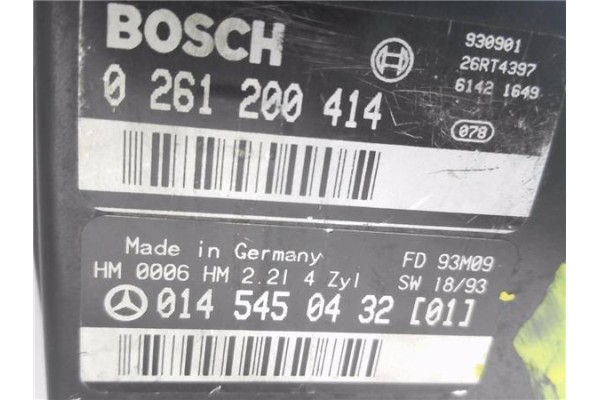 BOSCH
930901
26RT4397
6142 1649
0 261 200 414
078
Made in Germany
FD 93M09
HM 0006 HM 2.2l 4 Zyl
SW 18/93
014 545 04 32 [01]